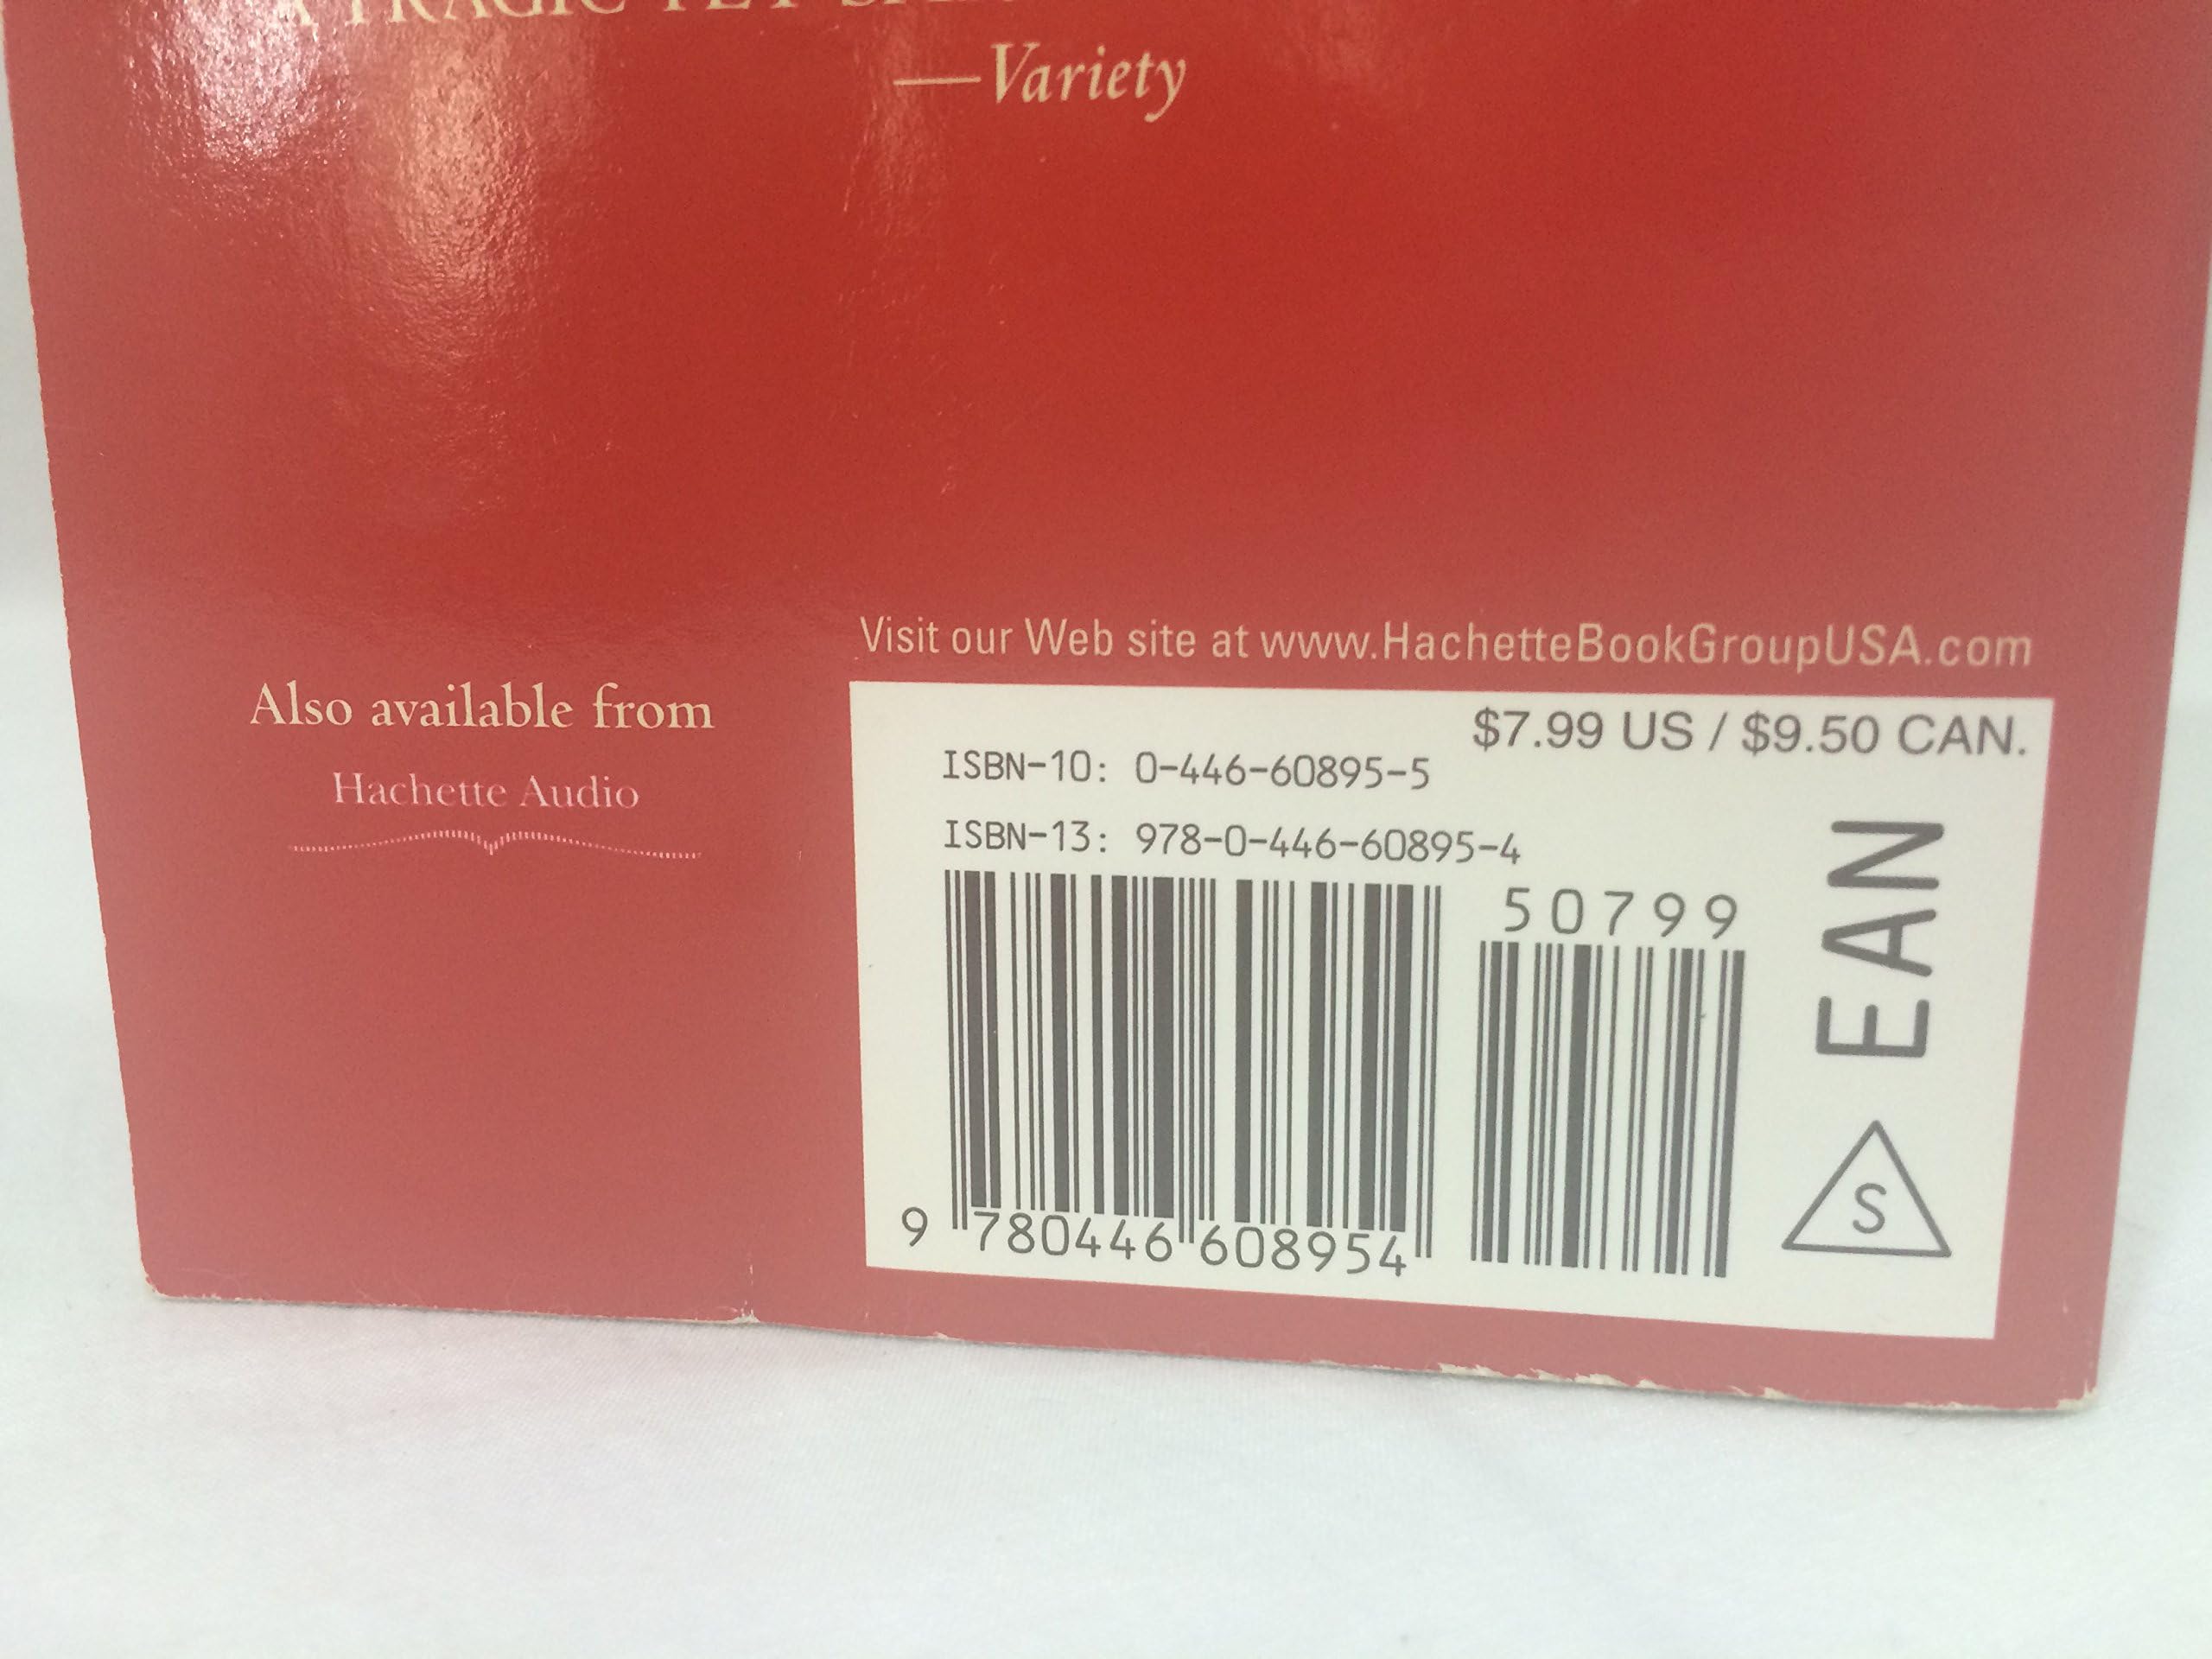 TRAGIC YET
—Variety
Visit our Web site at www.HachetteBookGroupUSA.com
Also available from
Hachette Audio
$7.99 US / $9.50 CAN.
ISBN-10: 0-446-60895-5
ISBN-13: 978-0-446-60895-4
50799
EAN
S
9 780446 608954